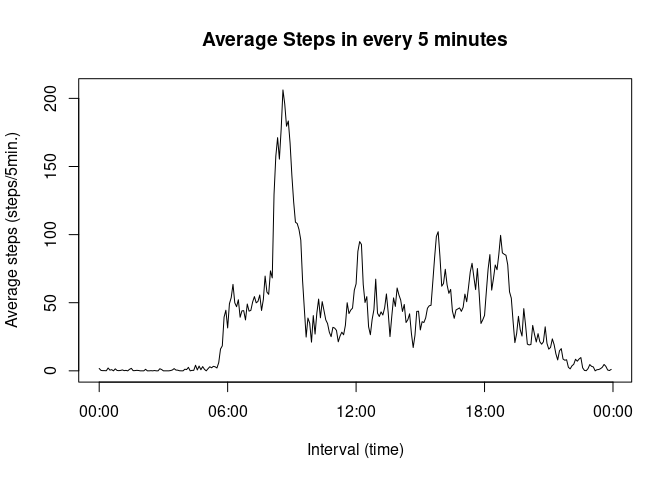 Average Steps in every 5 minutes
Average steps (steps/5min.)
200
150
100
50
0
00:00 06:00 12:00 18:00 00:00
Interval (time)